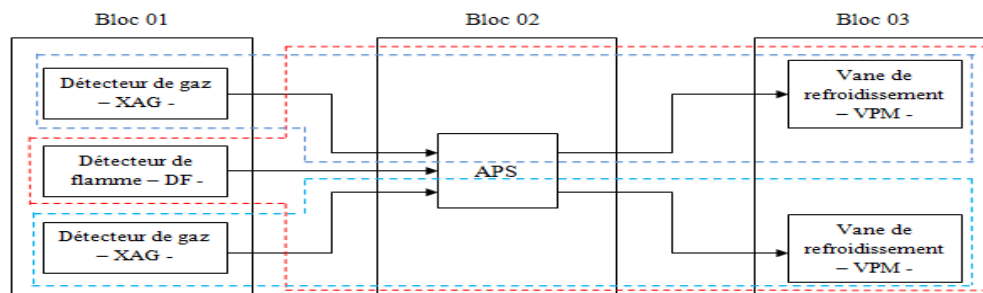 Bloc 01
Bloc 02
Bloc 03
Détecteur de gaz
– XAG -
Détecteur de
flamme – DF -
Détecteur de gaz
– XAG -
APS
Vane de
refroidissement
– VPM -
Vane de
refroidissement
– VPM -